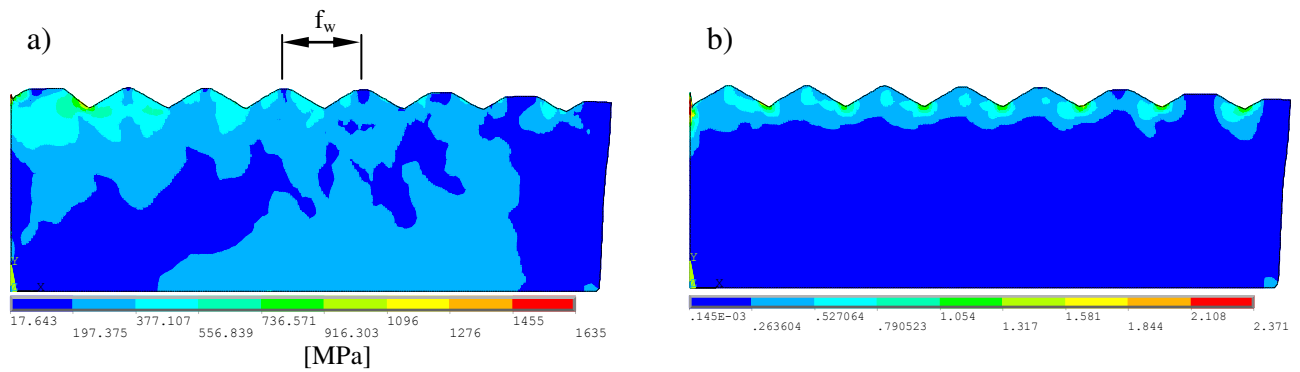 a)
f_w
b)
Y
X
17.643 377.107 736.571 1096 1455
197.375 556.839 916.303 1276 1635
[MPa]
Y
X
.145E-03 .527064 1.054 1.581 2.108
.263604 .790523 1.317 1.844 2.371